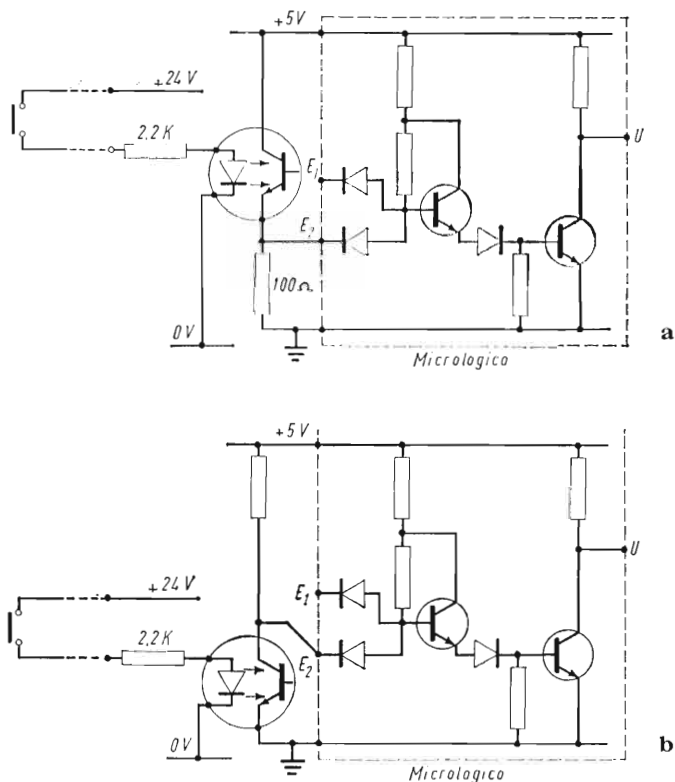 +5V
+24V
2.2K
E1
E2
U
100Ω
0V
a
Micrologico
+5V
+24V
2,2K
E1
E2
U
0V
b
Micrologico